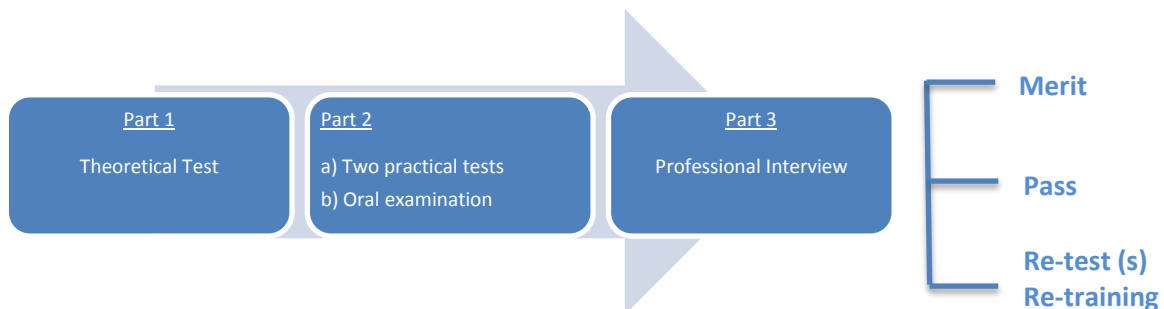 Part 1
Theoretical Test
Part 2
a) Two practical tests
b) Oral examination
Part 3
Professional Interview
Merit
Pass
Re-test (s)
Re-training